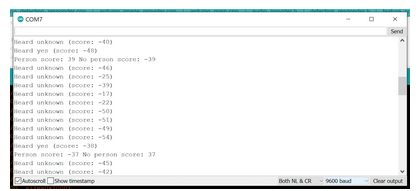 COM7
Send
Heard unknown (score: -40)
Heard yes (score: -48)
Person score: 39 No person score: -39
Heard unknown (score: -46)
Heard unknown (score: -25)
Heard unknown (score: -39)
Heard unknown (score: -17)
Heard unknown (score: -22)
Heard unknown (score: -50)
Heard unknown (score: -51)
Heard unknown (score: -49)
Heard unknown (score: -54)
Heard yes (score: -38)
Person score: -37 No person score: 37
Heard unknown (score: -45)
Heard unknown (score: -42)
Autoscroll Show timestamp Both NL & CR 9600 baud Clear output